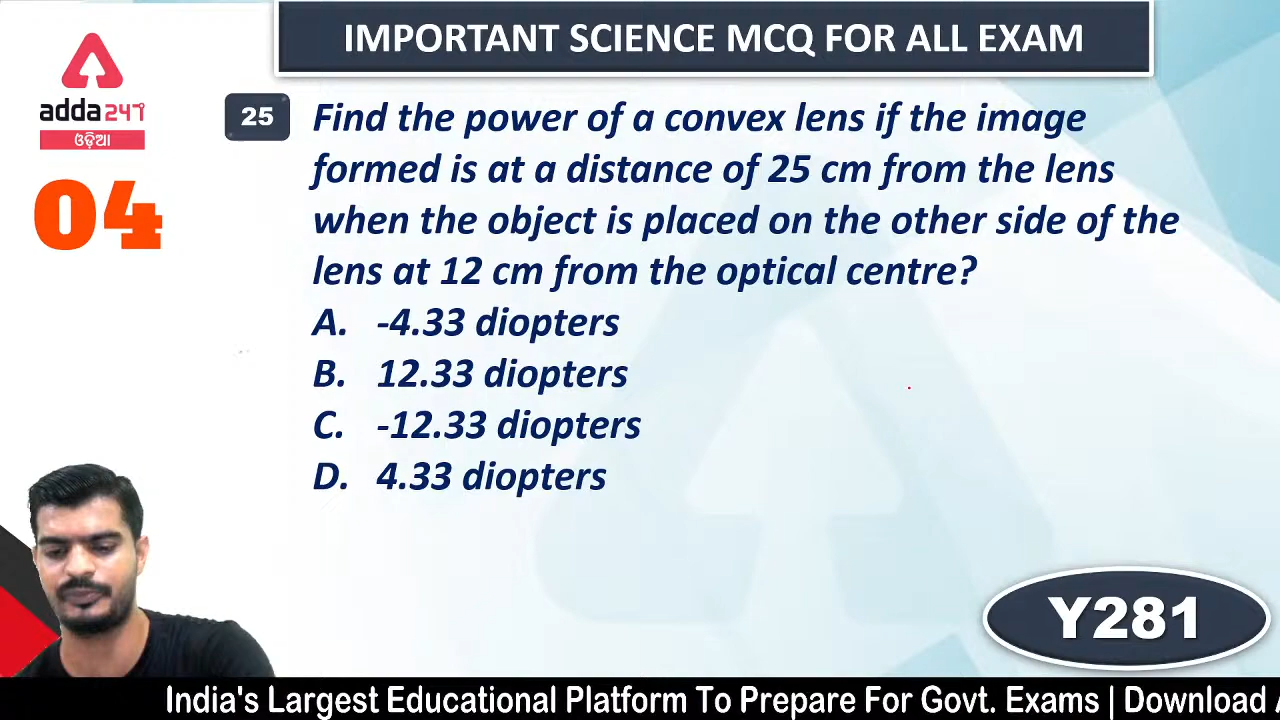 IMPORTANT SCIENCE MCQ FOR ALL EXAM
adda247
ଓଡ଼ିଆ
04
25
Find the power of a convex lens if the image
formed is at a distance of 25 cm from the lens
when the object is placed on the other side of the
lens at 12 cm from the optical centre?
A. -4.33 diopters
B. 12.33 diopters
C. -12.33 diopters
D. 4.33 diopters
Y281
India's Largest Educational Platform To Prepare For Govt. Exams | Download